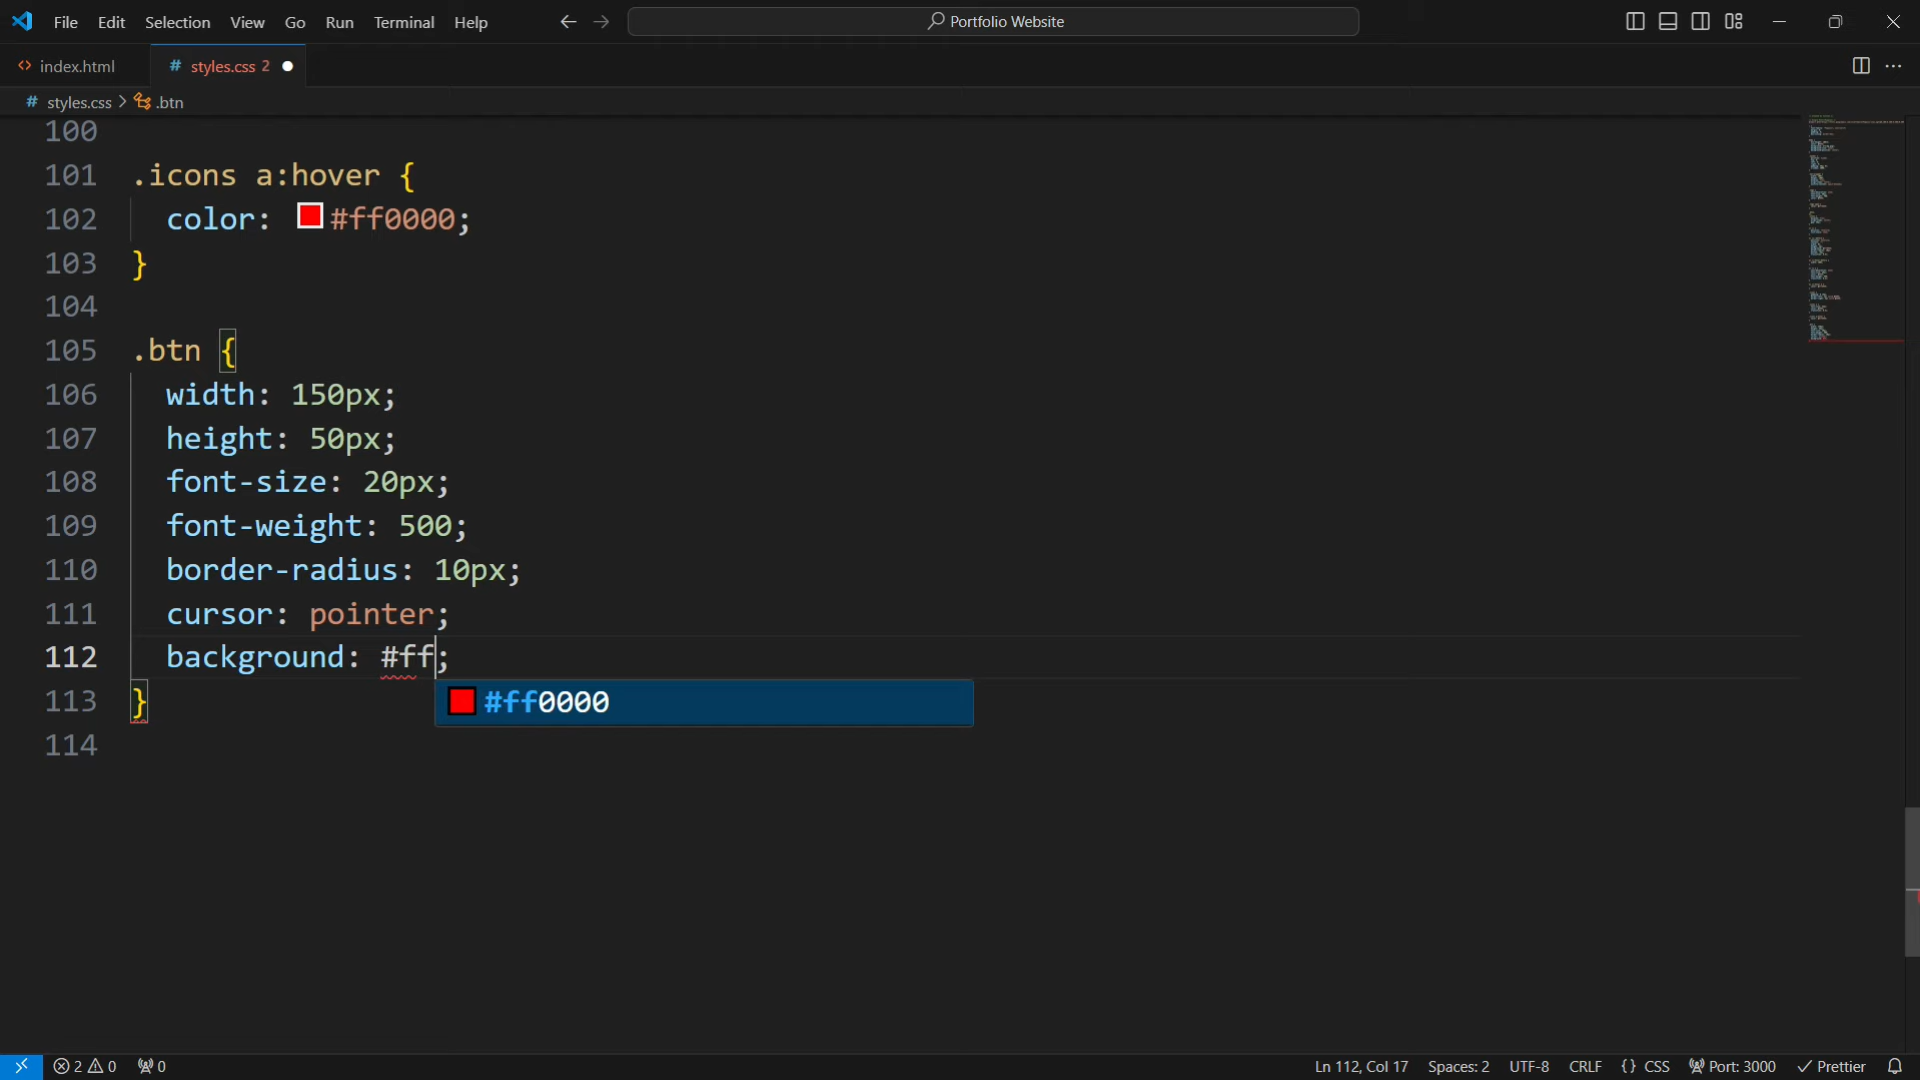 File Edit Selection View Go Run Terminal Help
Portfolio Website
index.html
# styles.css 2
# styles.css > .btn
100
101 .icons a:hover {
102 color: #ff0000;
103 }
104
105 .btn {
106 width: 150px;
107 height: 50px;
108 font-size: 20px;
109 font-weight: 500;
110 border-radius: 10px;
111 cursor: pointer;
112 background: #ff;
#ff0000
113 }
114
2 0 0 Ln 112, Col 17 Spaces: 2 UTF-8 CRLF {} CSS Port: 3000 Prettier